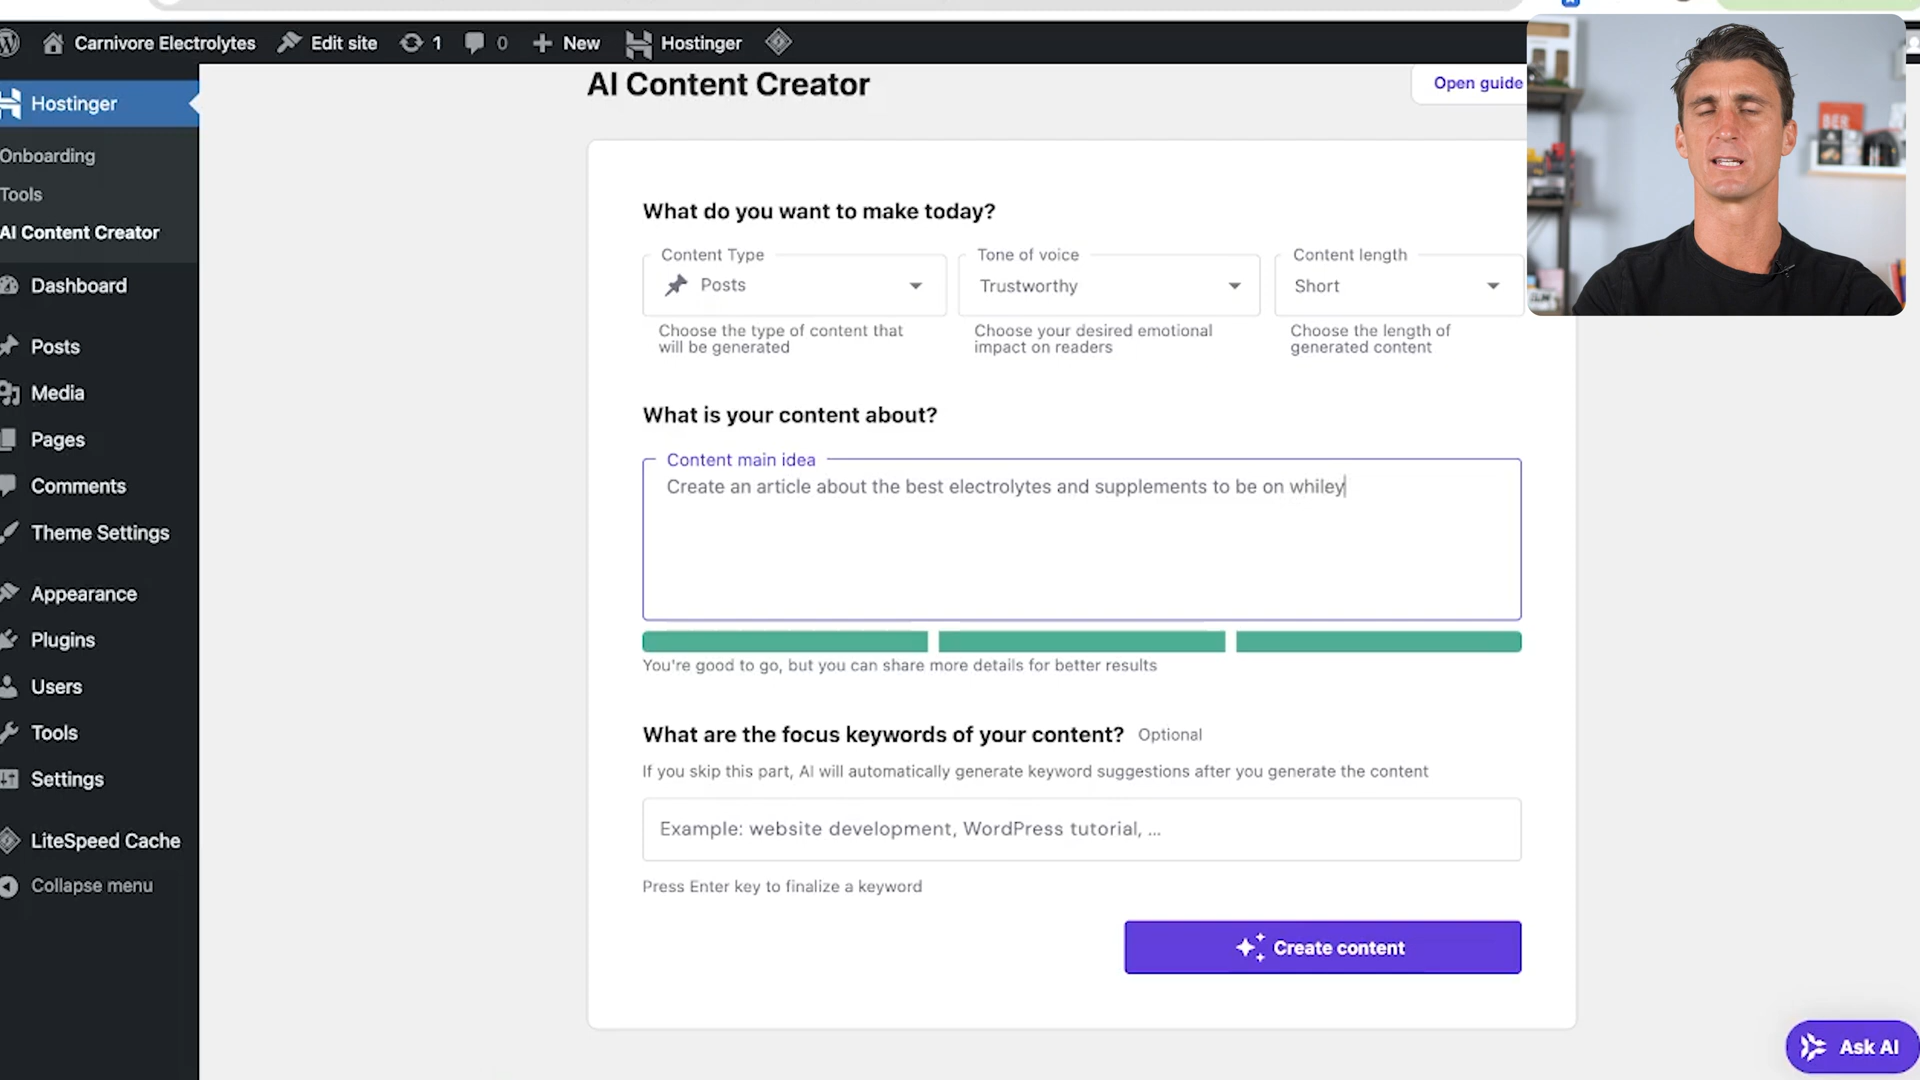 Carnivore Electrolytes Edit site 1 0 New Hostinger
Hostinger
Onboarding
Tools
AI Content Creator
Dashboard
Posts
Media
Pages
Comments
Theme Settings
Appearance
Plugins
Users
Tools
Settings
LiteSpeed Cache
Collapse menu
AI Content Creator
Open guide
What do you want to make today?
Content Type
Posts
Choose the type of content that
will be generated
Tone of voice
Trustworthy
Choose your desired emotional
impact on readers
Content length
Short
Choose the length of
generated content
What is your content about?
Content main idea
Create an article about the best electrolytes and supplements to be on whiley
You're good to go, but you can share more details for better results
What are the focus keywords of your content? Optional
If you skip this part, AI will automatically generate keyword suggestions after you generate the content
Example: website development, WordPress tutorial, ...
Press Enter key to finalize a keyword
Create content
Ask AI